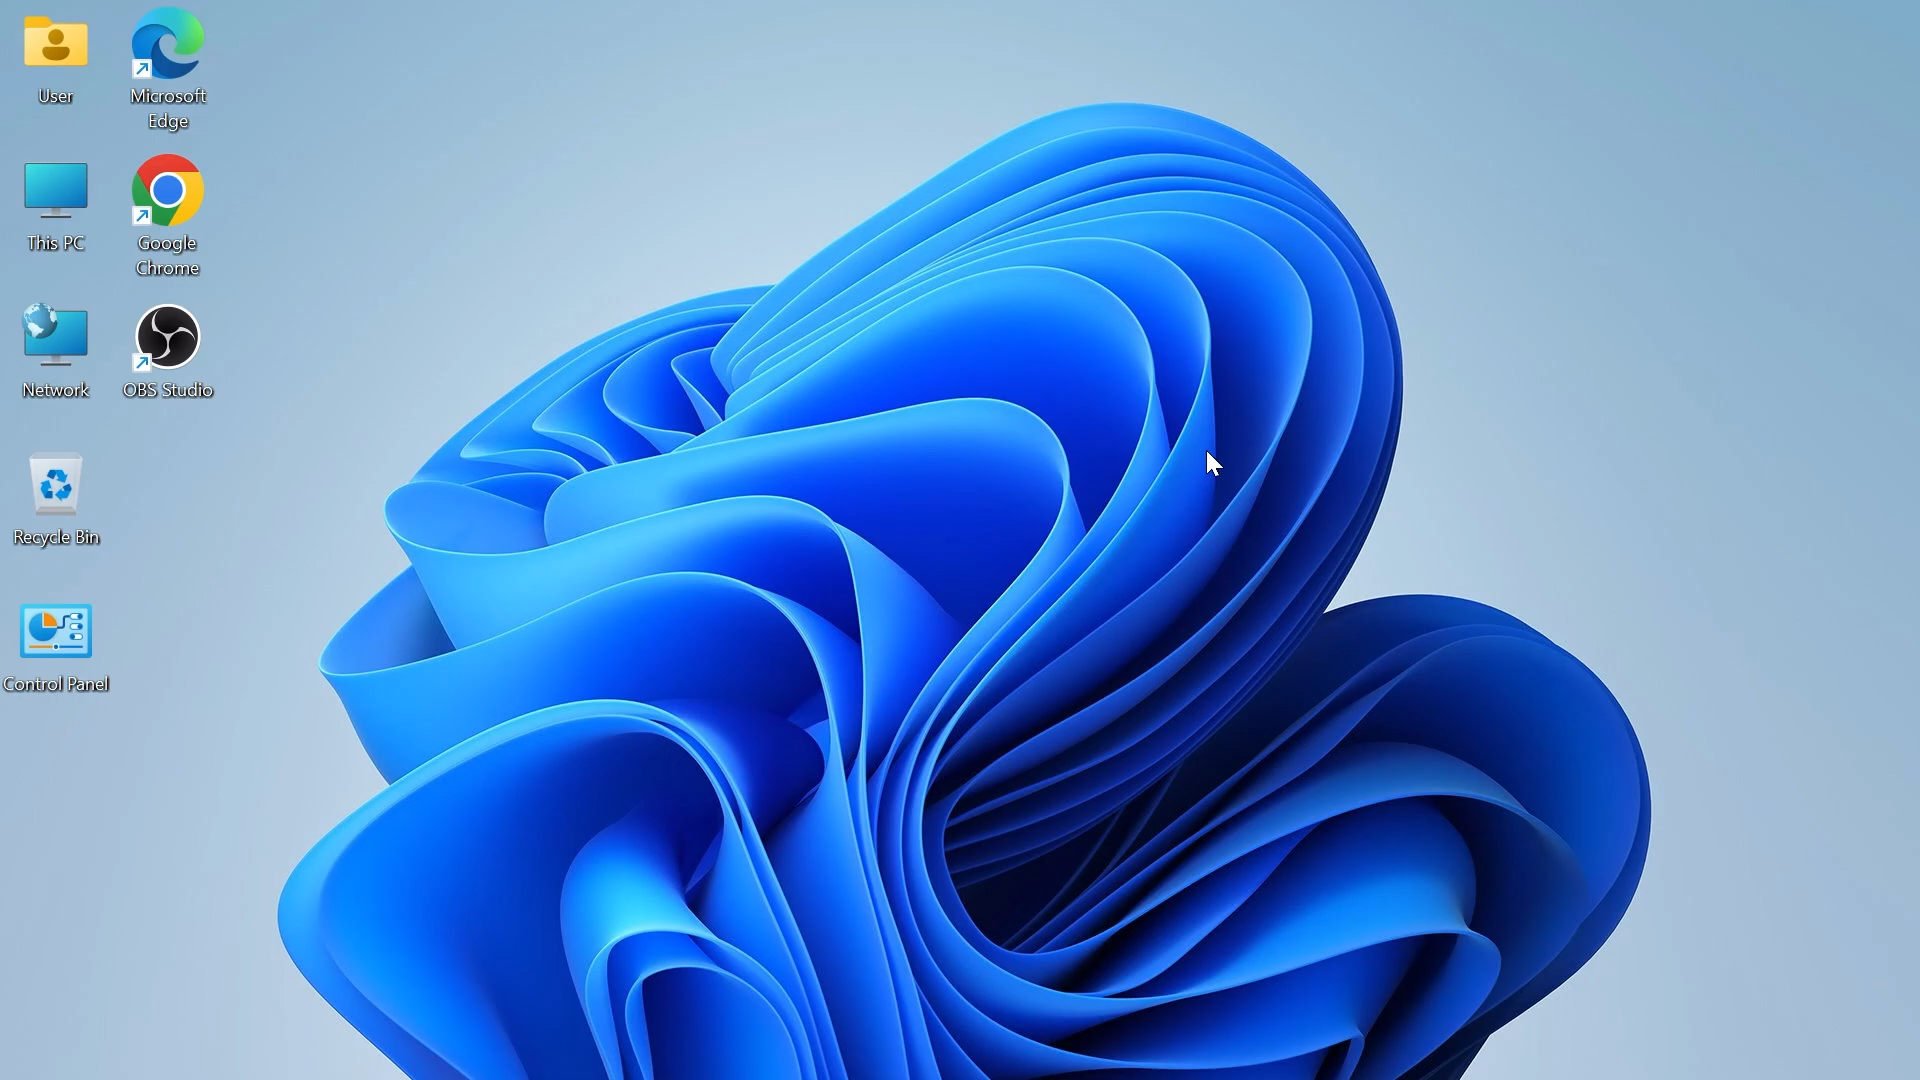 User
Microsoft
Edge
This PC
Google
Chrome
Network
OBS Studio
Recycle Bin
Control Panel